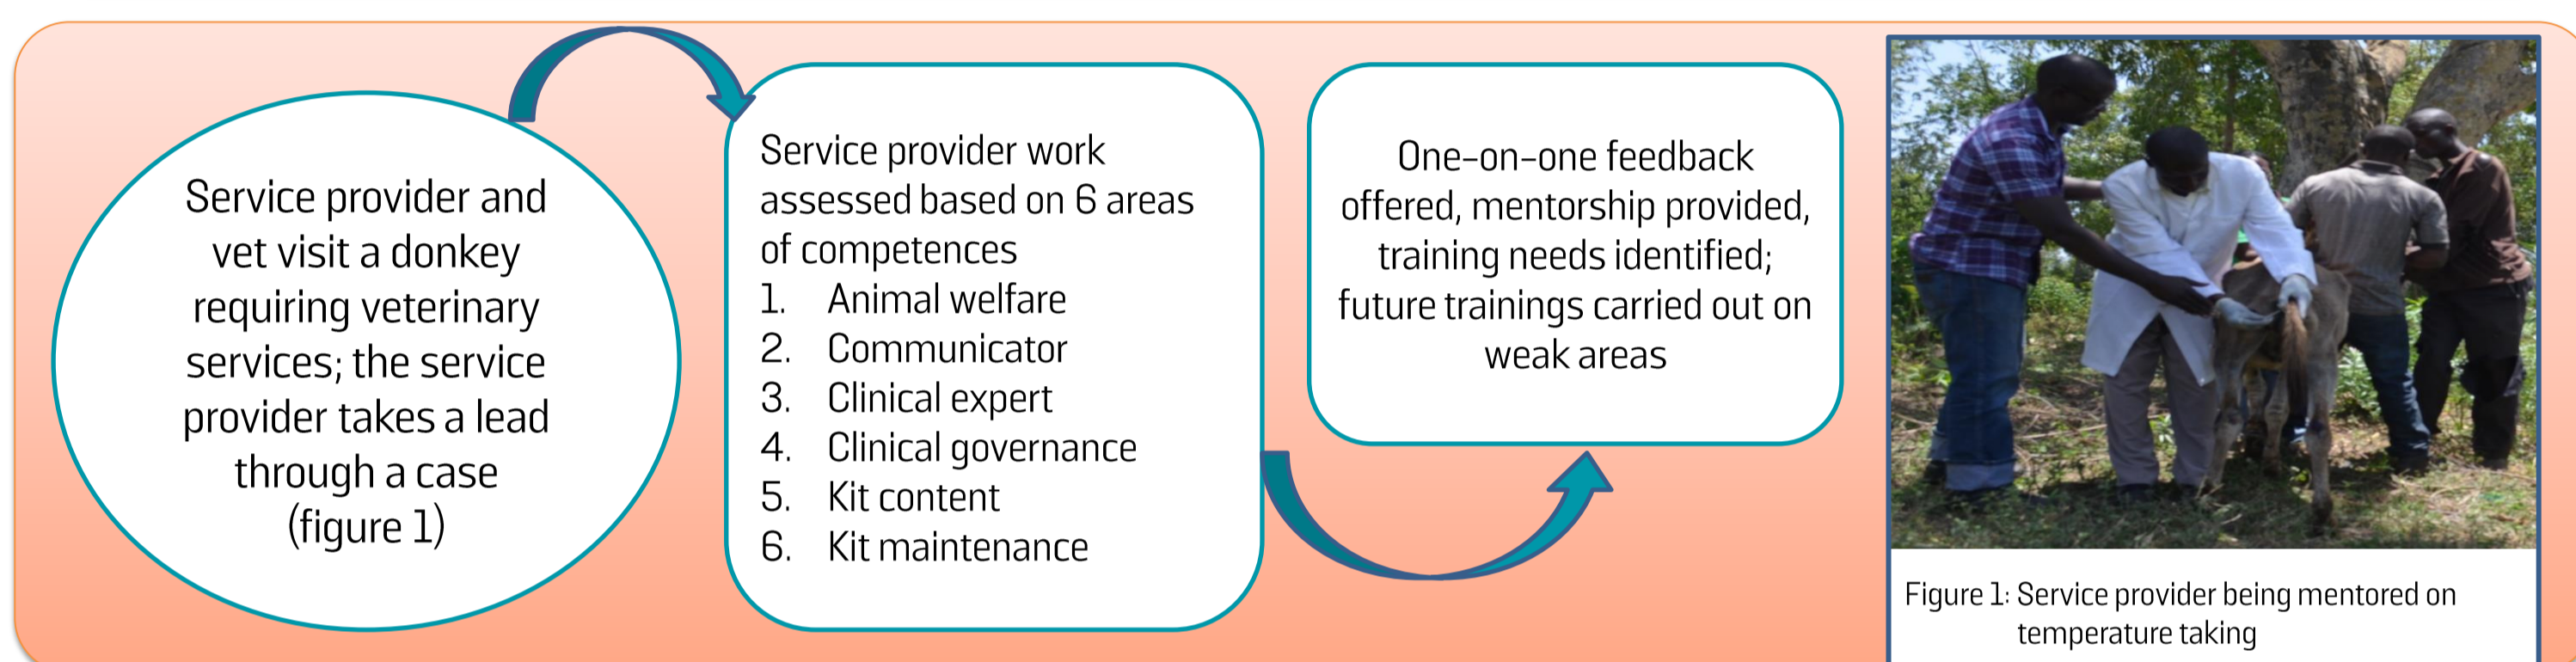 Service provider and
vet visit a donkey
requiring veterinary
services; the service
provider takes a lead
through a case
(figure 1)
Service provider work
assessed based on 6 areas
of competences
1. Animal welfare
2. Communicator
3. Clinical expert
4. Clinical governance
5. Kit content
6. Kit maintenance
One-on-one feedback
offered, mentorship provided,
training needs identified;
future trainings carried out on
weak areas
Figure 1: Service provider being mentored on
temperature taking